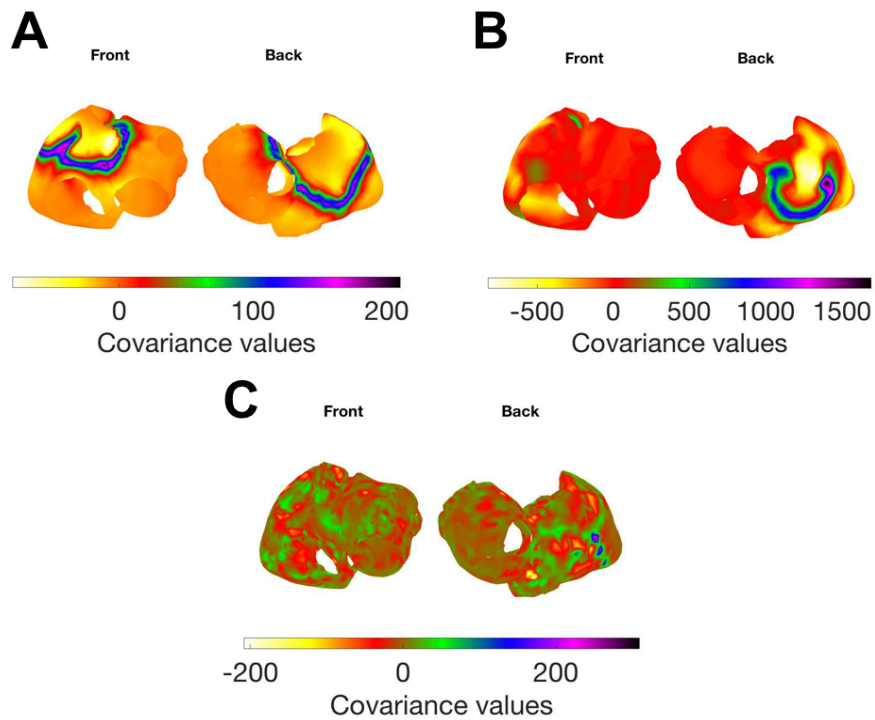 A
B
Front
Back
Front
Back
0
100
200
-500
0
500
1000
1500
Covariance values
Covariance values
C
Front
Back
-200
0
200
Covariance values